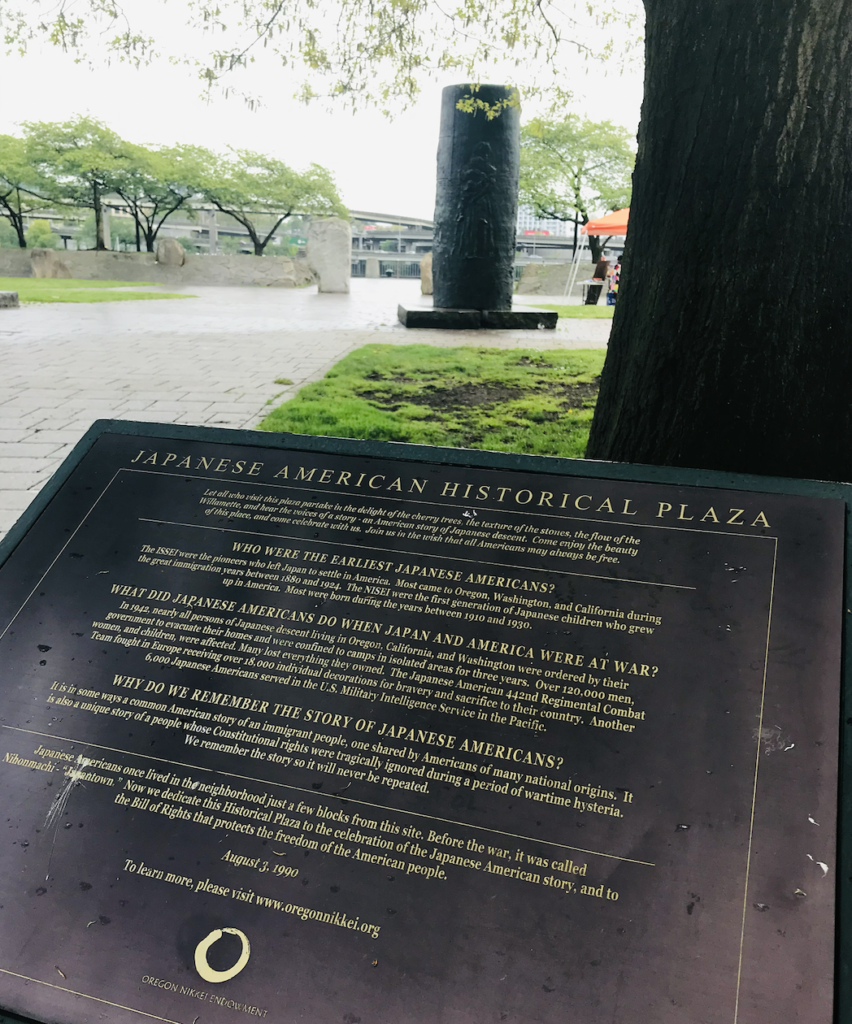 JAPANESE AMERICAN HISTORICAL PLAZA
Let all who visit this plaza partake in the delight of the cherry trees, the texture of the stones, the flow of the
Willamette, and hear the voices of a story - an American story of Japanese descent. Come enjoy the beauty
of this place, and come celebrate with us. Join us in the wish that all Americans may always be free.
WHO WERE THE EARLIEST JAPANESE AMERICANS?
The ISSEI were the pioneers who left Japan to settle in America. Most came to Oregon, Washington, and California during
the great immigration years between 1880 and 1924. The NISEI were the first generation of Japanese children who grew
up in America. Most were born during the years between 1910 and 1930.
WHAT DID JAPANESE AMERICANS DO WHEN JAPAN AND AMERICA WERE AT WAR?
In 1942, nearly all persons of Japanese descent living in Oregon, California, and Washington were ordered by their
government to evacuate their homes and were confined to camps in isolated areas for three years. Over 120,000 men,
women, and children, were affected. Many lost everything they owned. The Japanese American 442nd Regimental Combat
Team fought in Europe receiving over 18,000 individual decorations for bravery and sacrifice to their country. Another
6,000 Japanese Americans served in the U.S. Military Intelligence Service in the Pacific.
WHY DO WE REMEMBER THE STORY OF JAPANESE AMERICANS?
It is in some ways a common American story of an immigrant people, one shared by Americans of many national origins. It
is also a unique story of a people whose Constitutional rights were tragically ignored during a period of wartime hysteria.
We remember the story so it will never be repeated.
Japanese Americans once lived in the neighborhood just a few blocks from this site. Before the war, it was called
Nihonmachi - "Japantown." Now we dedicate this Historical Plaza to the celebration of the Japanese American story, and to
the Bill of Rights that protects the freedom of the American people.
August 3, 1990
To learn more, please visit www.oregonnikkei.org
OREGON NIKKEI ENDOWMENT